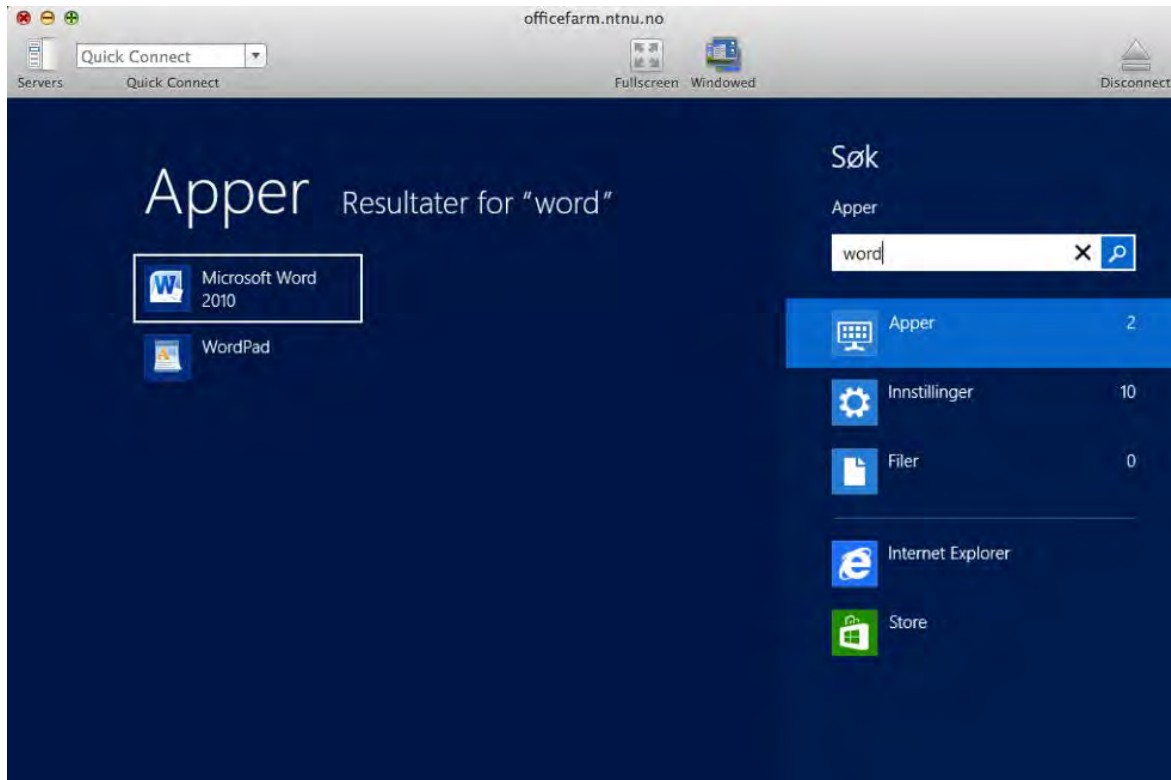 officefarm.ntnu.no
Quick Connect
Servers
Quick Connect
Fullscreen
Windowed
Disconnect
Apper
Resultater for "word"
Microsoft Word
2010
WordPad
Søk
Apper
word
Apper 2
Innstillinger 10
Filer 0
Internet Explorer
Store